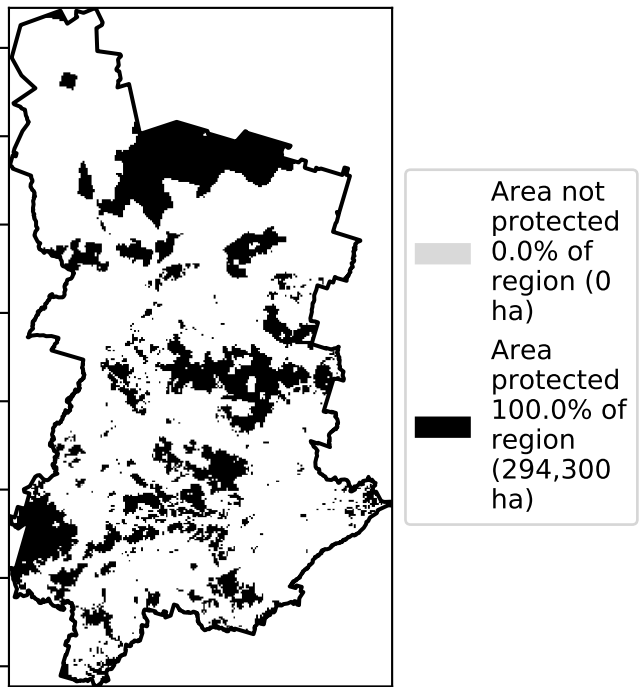 Area not
protected
0.0% of
region (0
ha)
Area
protected
100.0% of
region
(294,300
ha)